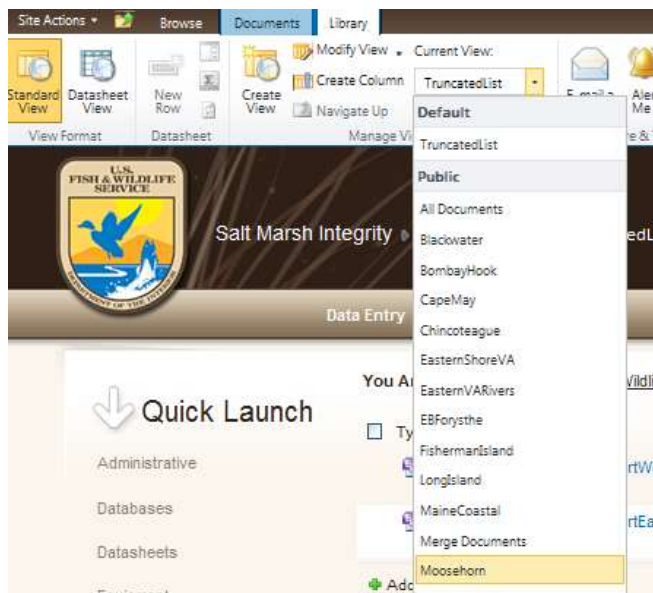 Site Actions Browse Documents Library
Modify View Current View:
Standard View Datasheet View New Row Create View Create Column TruncatedList E-mail a
Navigate Up
View Format Datasheet Manage
Default
TruncatedList
Public
All Documents
Blackwater
BombayHook
CapeMay
Chincoteague
EasternShoreVA
EasternVARivers
EBForysthe
FishermanIsland
LongIsland
MaineCoastal
Merge Documents
Moosehorn
U.S.
FISH & WILDLIFE
SERVICE
DEPARTMENT OF THE INTERIOR
Salt Marsh Integrity
Data Entry
You
Quick Launch
Administrative
Databases
Datasheets